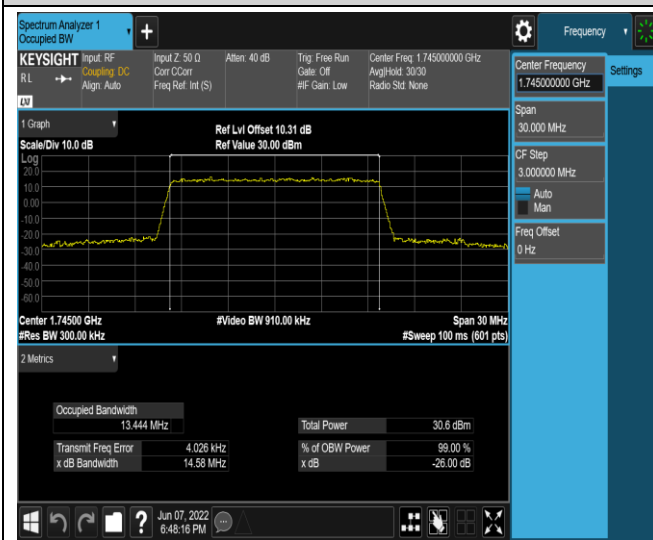 Spectrum Analyzer 1
Occupied BW
+
Frequency
KEYSIGHT
Input: RF
Coupling: DC
Align: Auto
Input Z: 50 Ω
Corr CCorr
Freq Ref: Int (S)
Atten: 40 dB
Trig: Free Run
Gate: Off
#IF Gain: Low
Center Freq: 1.745000000 GHz
Avg|Hold: 30/30
Radio Std: None
RL
LXI
Center Frequency
1.745000000 GHz
Settings
Span
30.000 MHz
CF Step
3.000000 MHz
Auto
Man
Freq Offset
0 Hz
1 Graph
Scale/Div 10.0 dB
Ref Lvl Offset 10.31 dB
Ref Value 30.00 dBm
Log
20.0
10.0
0.00
-10.0
-20.0
-30.0
-40.0
-50.0
-60.0
Center 1.74500 GHz
#Video BW 910.00 kHz
Span 30 MHz
#Res BW 300.00 kHz
#Sweep 100 ms (601 pts)
2 Metrics
Occupied Bandwidth
13.444 MHz
Total Power 30.6 dBm
Transmit Freq Error 4.026 kHz
% of OBW Power 99.00 %
x dB Bandwidth 14.58 MHz
x dB -26.00 dB
?
Jun 07, 2022
6:48:16 PM